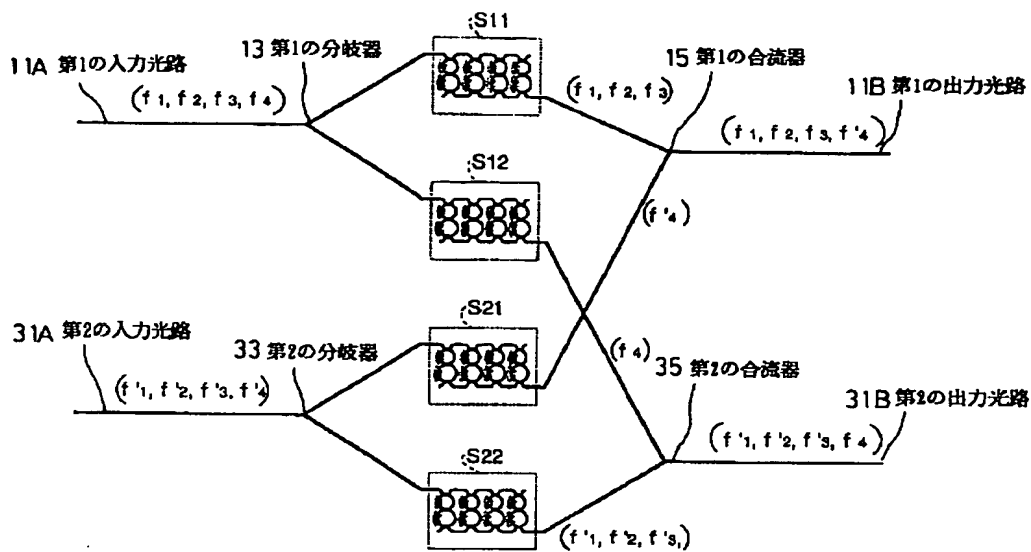 S11
13 第1の分岐器
15 第1の合流器
11A 第1の入力光路
11B 第1の出力光路
(f1, f2, f3, f4)
(f1, f2, f3)
(f1, f2, f3, f'4)
S12
(f'4)
S21
31A 第2の入力光路
33 第2の分岐器
(f4)
35 第2の合流器
31B 第2の出力光路
(f'1, f'2, f'3, f'4)
(f'1, f'2, f'3, f4)
S22
(f'1, f'2, f'3,)